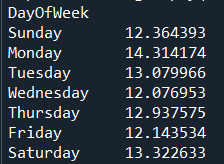 DayOfWeek
Sunday 12.364393
Monday 14.314174
Tuesday 13.079966
Wednesday 12.076953
Thursday 12.937575
Friday 12.143534
Saturday 13.322633